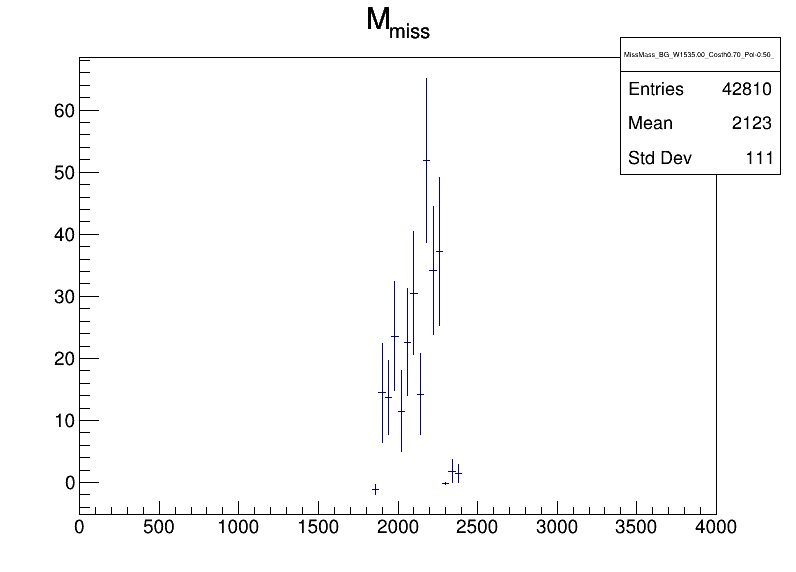 M_miss
MissMass_BG_W1535.00_Costh0.70_Pol-0.50_
Entries 42810
Mean 2123
Std Dev 111
60
50
40
30
20
10
0
0 500 1000 1500 2000 2500 3000 3500 4000